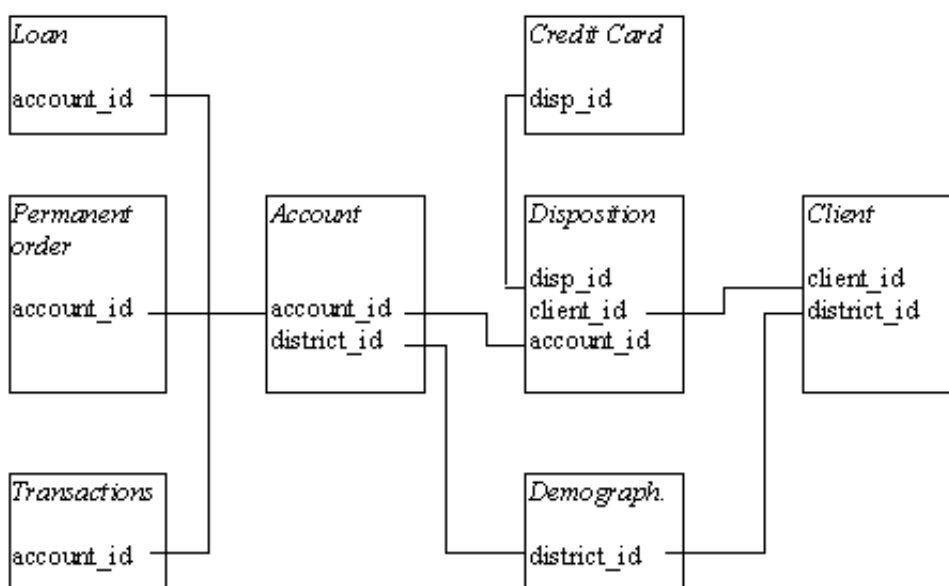 Loan
account_id
Credit Card
disp_id
Permanent
order
account_id
Account
account_id
district_id
Disposition
disp_id
client_id
account_id
Client
client_id
district_id
Transactions
account_id
Demograph.
district_id